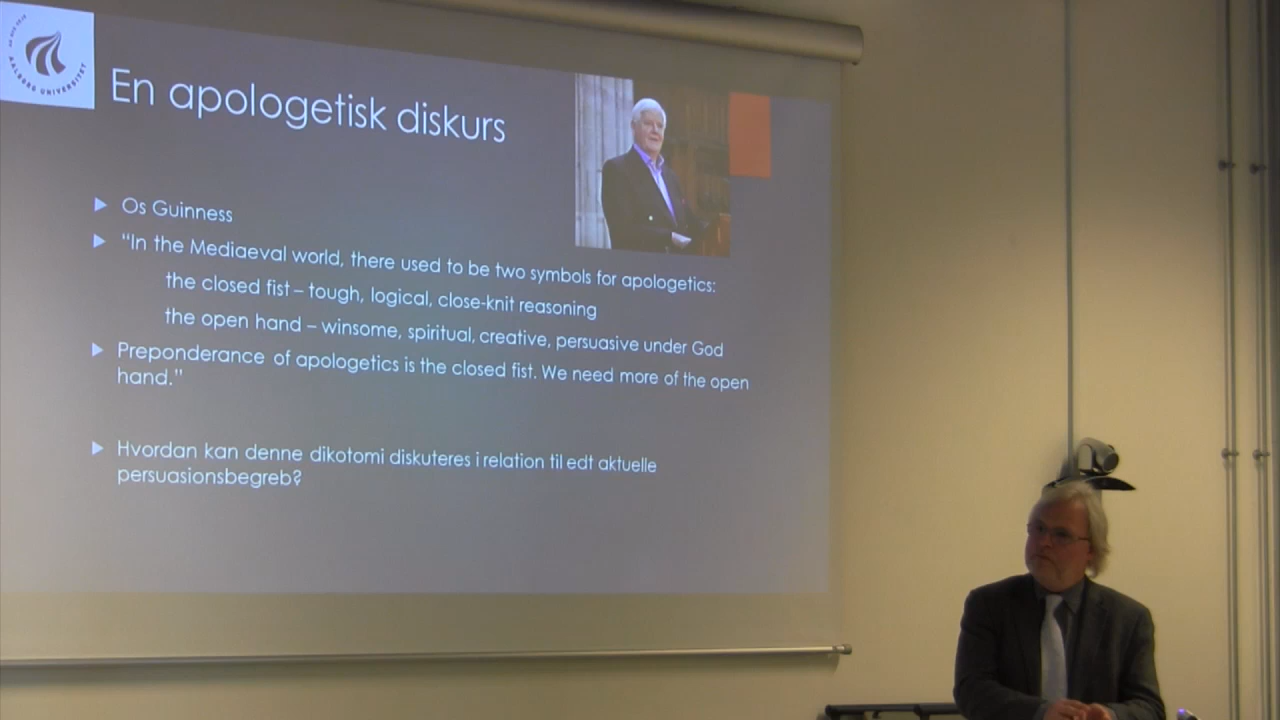 AALBORG UNIVERSITET
En apologetisk diskurs
Os Guinness
“In the Mediaeval world, there used to be two symbols for apologetics:
the closed fist – tough, logical, close-knit reasoning
the open hand – winsome, spiritual, creative, persuasive under God
Preponderance of apologetics is the closed fist. We need more of the open
hand.”
Hvordan kan denne dikotomi diskuteres i relation til edt aktuelle
persuasionsbegreb?